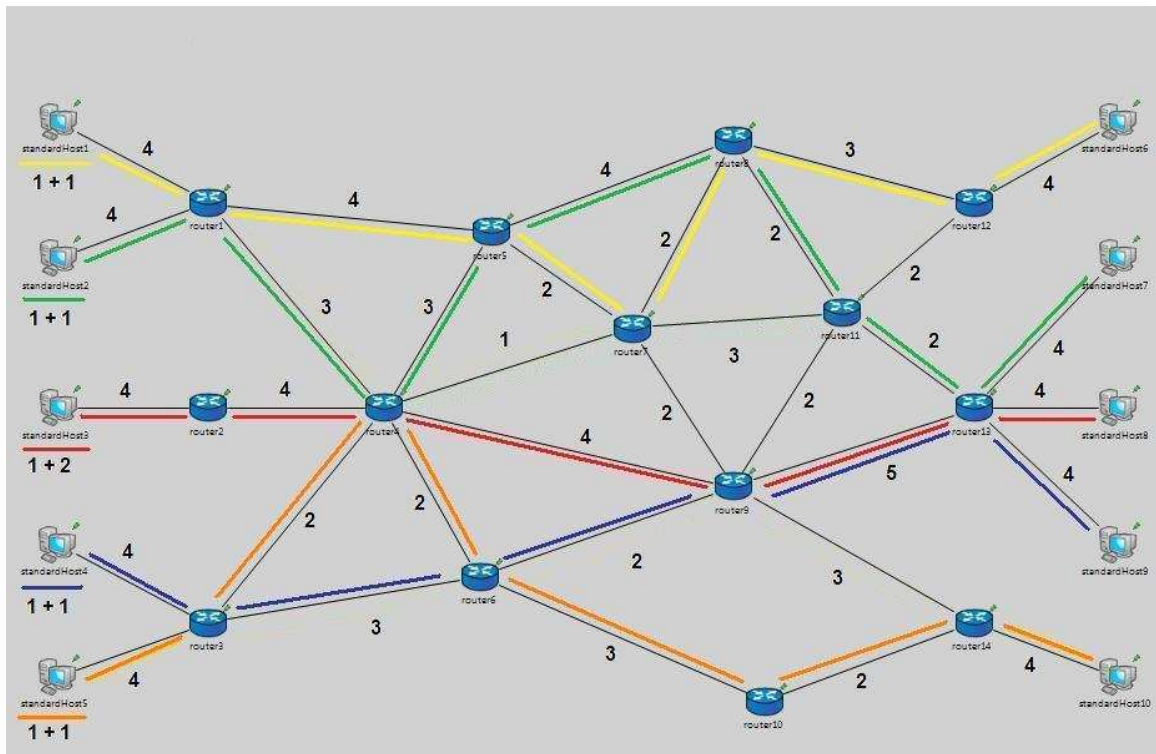 standardHost1
1 + 1
4
standardHost2
1 + 1
4
standardHost3
1 + 2
4
standardHost4
1 + 1
4
standardHost5
1 + 1
4
router1
4
3
router2
4
router3
2
3
router4
3
1
4
2
router5
4
2
router6
2
3
router7
2
3
2
router8
3
2
router9
2
5
3
router10
2
router11
2
2
router12
4
router13
4
4
4
router14
4
standardHost6
standardHost7
standardHost8
standardHost9
standardHost10